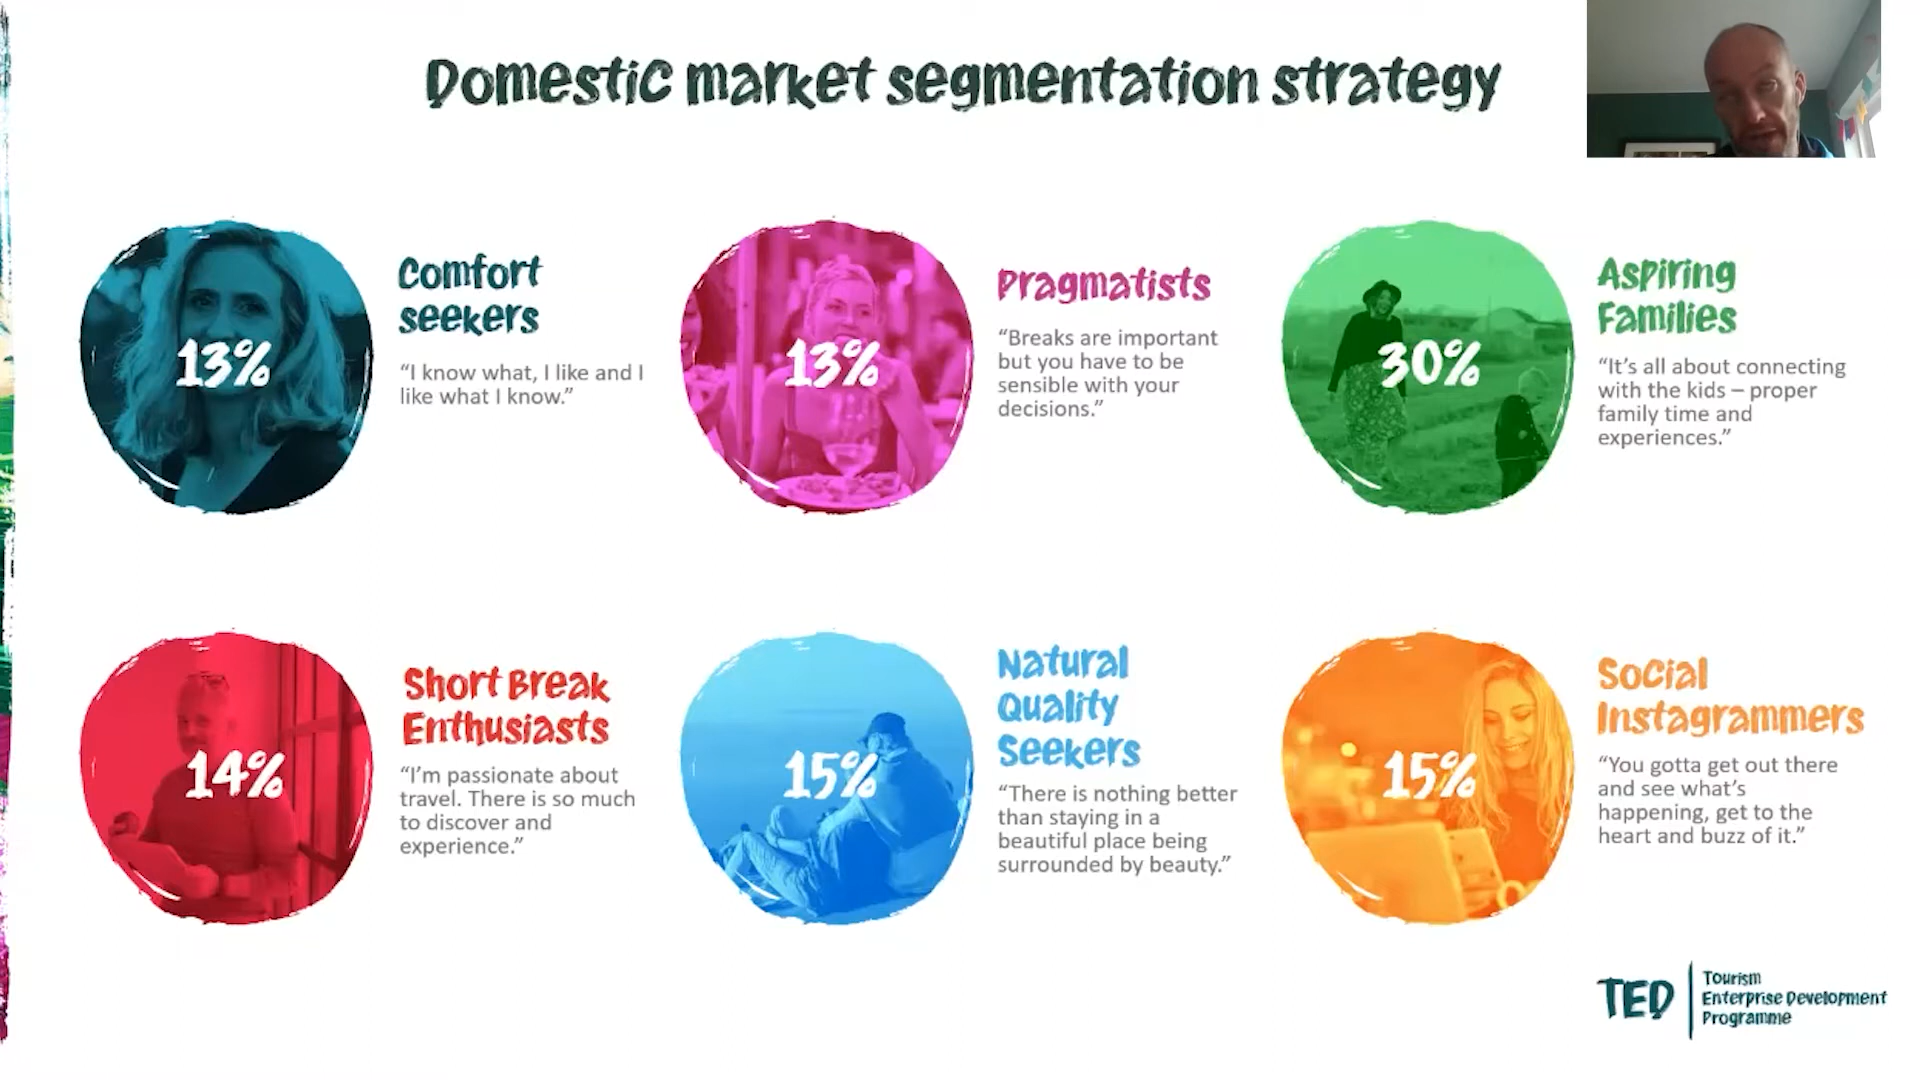 Domestic market segmentation strategy
13%
Comfort
seekers
“I know what, I like and I
like what I know.”
13%
Pragmatists
“Breaks are important
but you have to be
sensible with your
decisions.”
30%
Aspiring
Families
“It’s all about connecting
with the kids – proper
family time and
experiences.”
14%
Short Break
Enthusiasts
“I’m passionate about
travel. There is so much
to discover and
experience.”
15%
Natural
Quality
Seekers
“There is nothing better
than staying in a
beautiful place being
surrounded by beauty.”
15%
Social
Instagrammers
“You gotta get out there
and see what’s
happening, get to the
heart and buzz of it.”
TED
Tourism
Enterprise Development
Programme